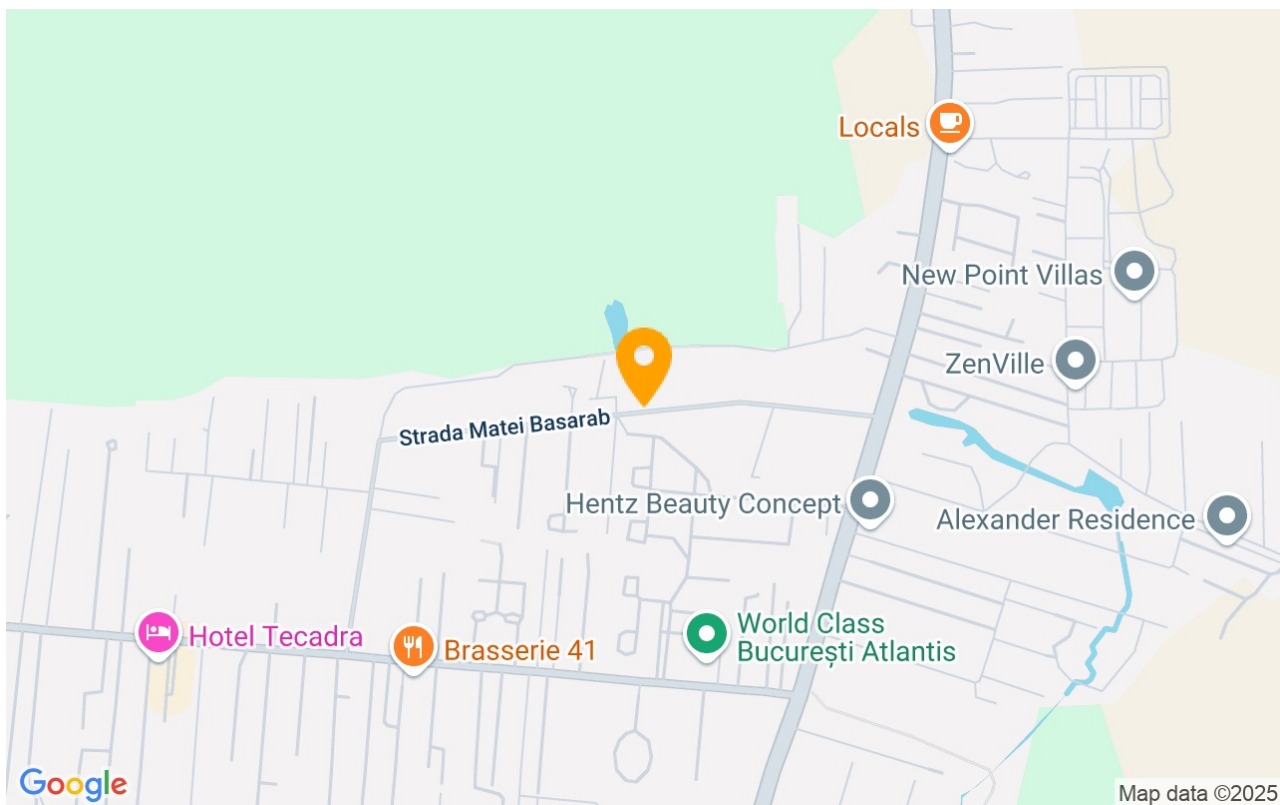 Locals
New Point Villas
ZenVille
Strada Matei Basarab
Hentz Beauty Concept
Alexander Residence
Hotel Tecadra
Brasserie 41
World Class
București Atlantis
Google
Map data ©2025